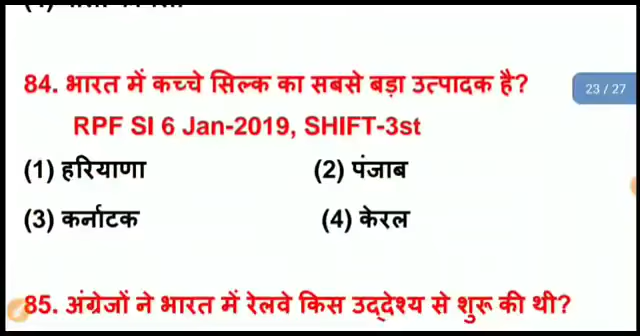 84. भारत में कच्चे सिल्क का सबसे बड़ा उत्पादक है?
23 / 27
RPF SI 6 Jan-2019, SHIFT-3st
(1) हरियाणा (2) पंजाब
(3) कर्नाटक (4) केरल
85. अंग्रेजों ने भारत में रेलवे किस उद्देश्य से शुरू की थी?